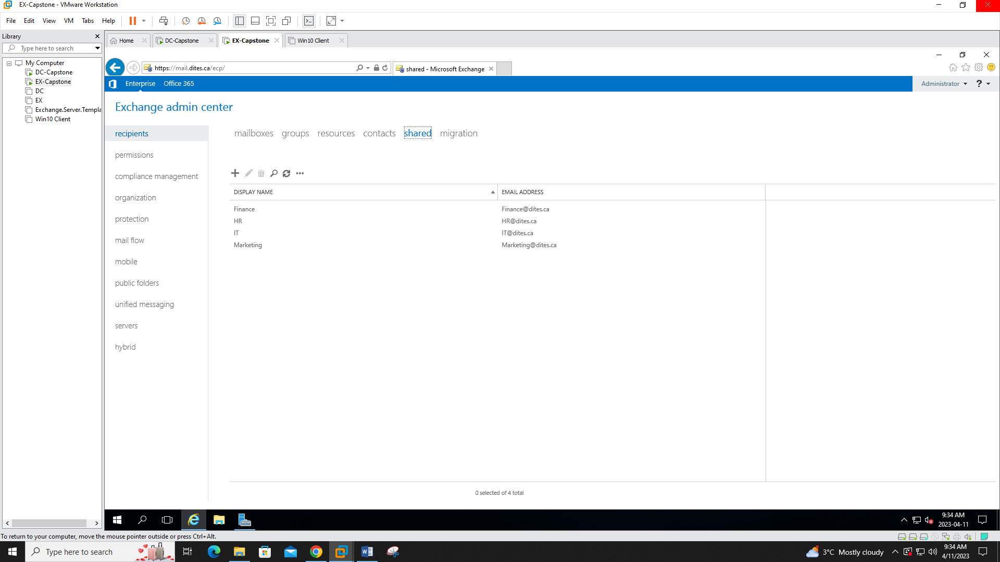 EX-Capstone - VMware Workstation
File Edit View VM Tabs Help
Library
Type here to search
My Computer
DC-Capstone
EX-Capstone
DC
EX
Exchange.Server.Templa
Win10 Client
Home
DC-Capstone
EX-Capstone
Win10 Client
https://mail.dites.ca/ecp/
shared - Microsoft Exchange
Enterprise Office 365
Administrator ?
Exchange admin center
recipients
permissions
compliance management
organization
protection
mail flow
mobile
public folders
unified messaging
servers
hybrid
mailboxes groups resources contacts shared migration
DISPLAY NAME EMAIL ADDRESS
Finance Finance@dites.ca
HR HR@dites.ca
IT IT@dites.ca
Marketing Marketing@dites.ca
0 selected of 4 total
9:34 AM
2023-04-11
To return to your computer, move the mouse pointer outside or press Ctrl+Alt.
Type here to search
3°C Mostly cloudy
9:34 AM
4/11/2023